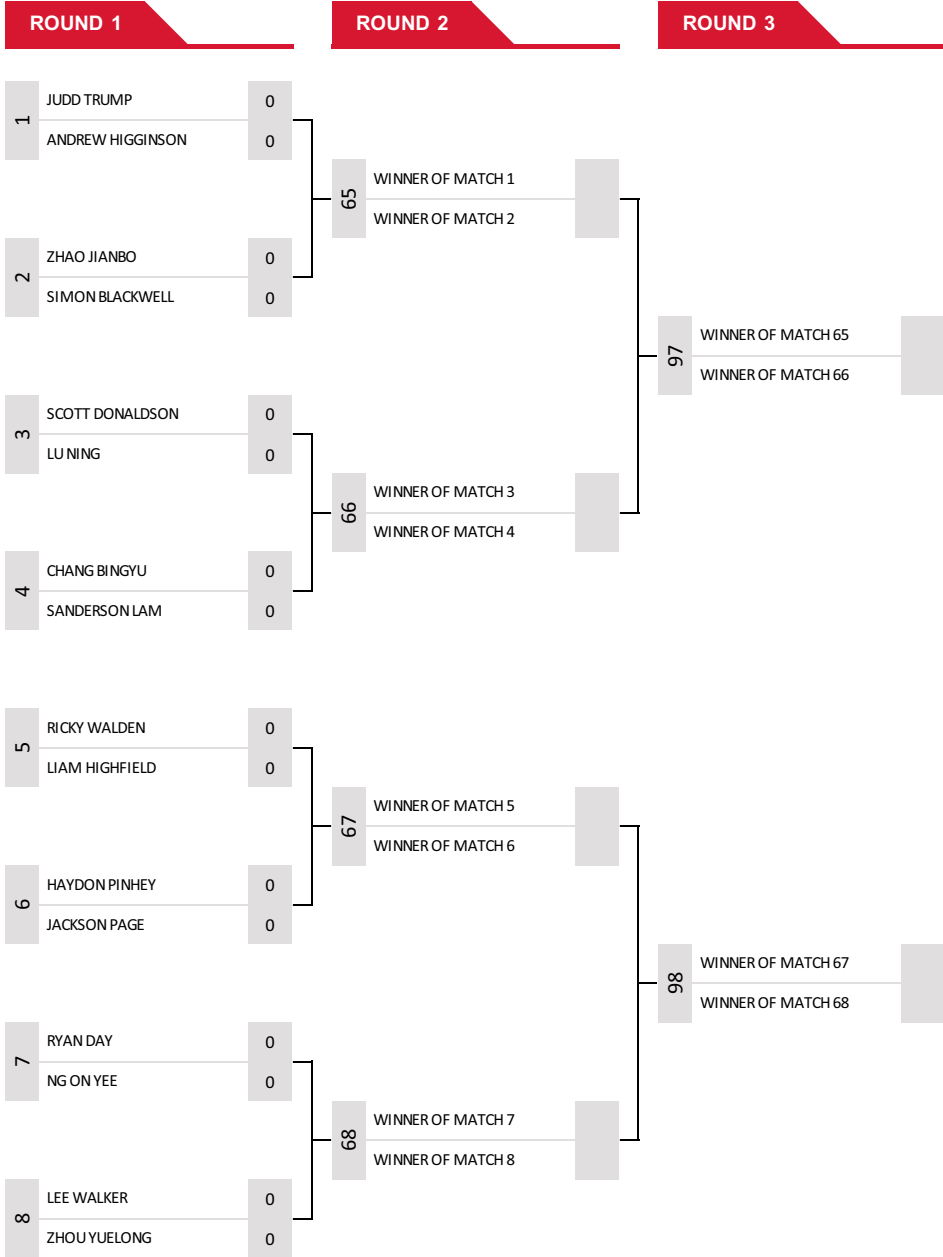 ROUND 1
ROUND 2
ROUND 3
1
JUDD TRUMP 0
ANDREW HIGGINSON 0
65
WINNER OF MATCH 1
WINNER OF MATCH 2
2
ZHAO JIANBO 0
SIMON BLACKWELL 0
97
WINNER OF MATCH 65
WINNER OF MATCH 66
3
SCOTT DONALDSON 0
LU NING 0
66
WINNER OF MATCH 3
WINNER OF MATCH 4
4
CHANG BINGYU 0
SANDERSON LAM 0
5
RICKY WALDEN 0
LIAM HIGHFIELD 0
67
WINNER OF MATCH 5
WINNER OF MATCH 6
6
HAYDON PINHEY 0
JACKSON PAGE 0
98
WINNER OF MATCH 67
WINNER OF MATCH 68
7
RYAN DAY 0
NG ON YEE 0
68
WINNER OF MATCH 7
WINNER OF MATCH 8
8
LEE WALKER 0
ZHOU YUELONG 0